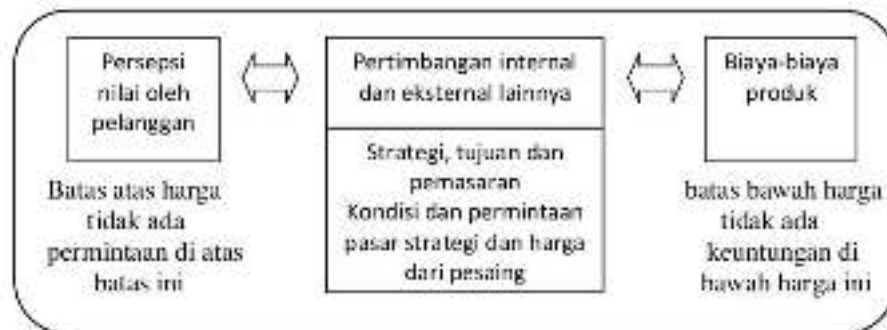 Persepsi
nilai oleh
pelanggan
Batas atas harga
tidak ada
permintaan di atas
batas ini
Pertimbangan internal
dan eksternal lainnya
Strategi, tujuan dan
pemasaran
Kondisi dan permintaan
pasar strategi dan harga
dari pesaing
Biaya-biaya
produk
batas bawah harga
tidak ada
keuntungan di
bawah harga ini